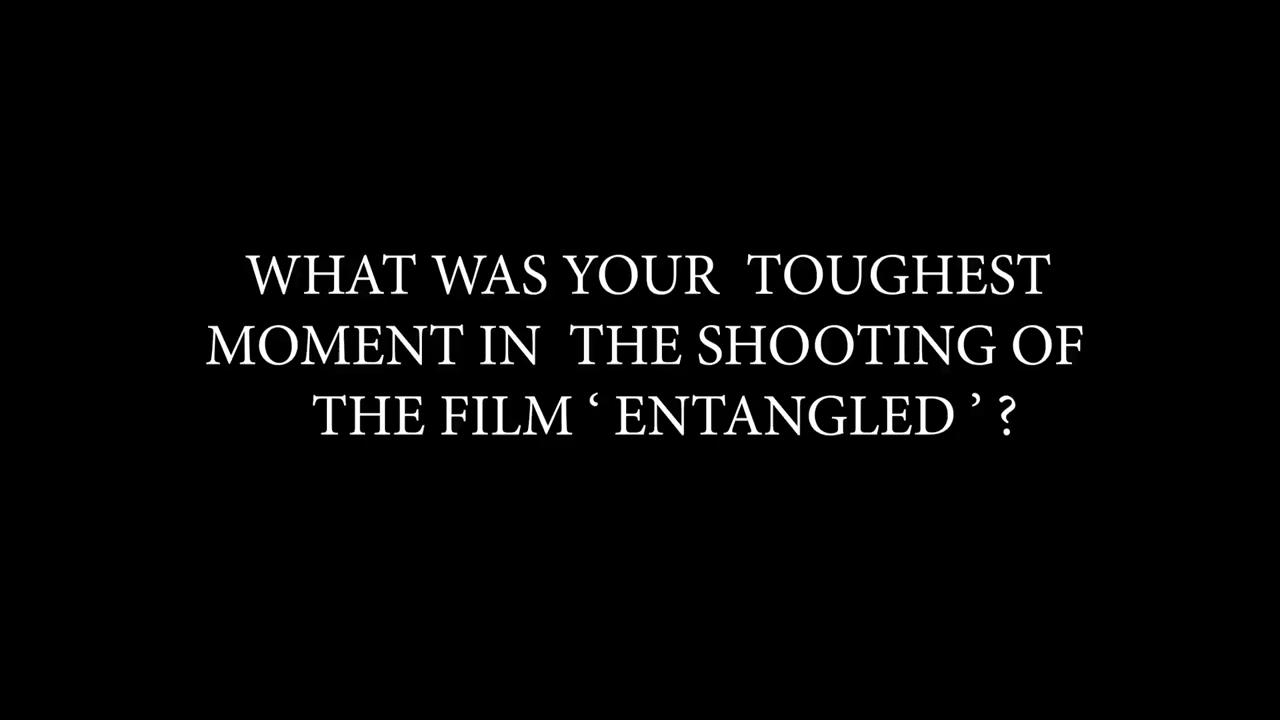 WHAT WAS YOUR  TOUGHEST
MOMENT IN  THE SHOOTING OF
THE FILM ‘ ENTANGLED ’ ?